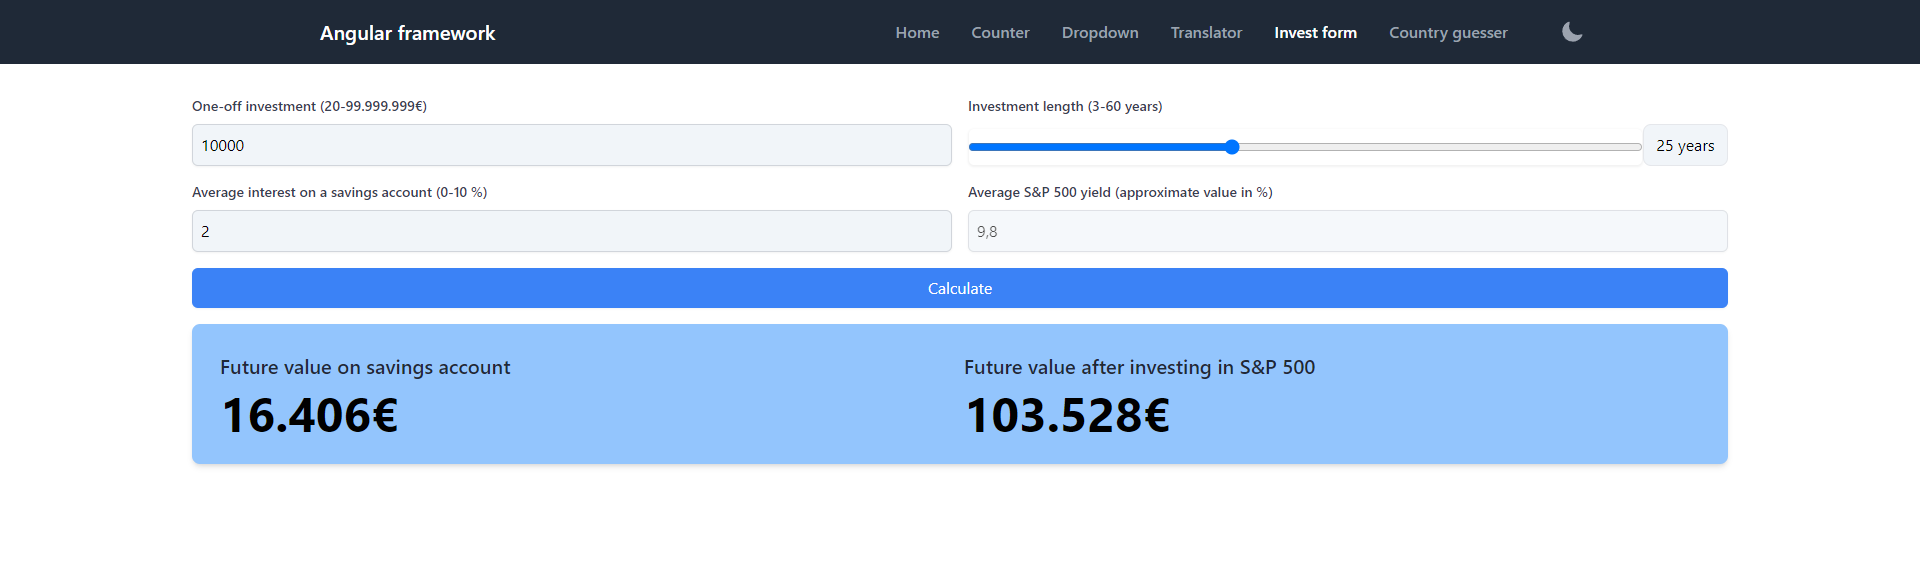 Angular framework
Home
Counter
Dropdown
Translator
Invest form
Country guesser
One-off investment (20-99.999.999€)
10000
Investment length (3-60 years)
25 years
Average interest on a savings account (0-10 %)
2
Average S&P 500 yield (approximate value in %)
9,8
Calculate
Future value on savings account
16.406€
Future value after investing in S&P 500
103.528€